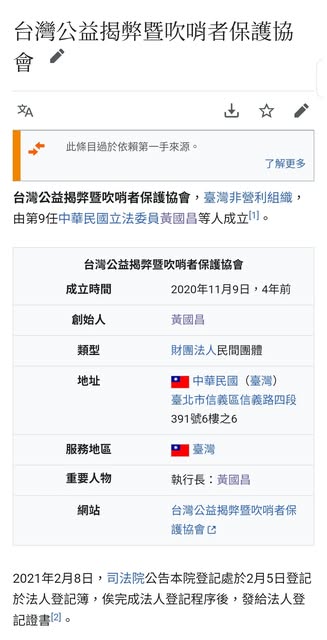 台灣公益揭弊暨吹哨者保護協
會
此條目過於依賴第一手來源。
了解更多
台灣公益揭弊暨吹哨者保護協會，臺灣非營利組織，
由第9任中華民國立法委員黃國昌等人成立[1]。
台灣公益揭弊暨吹哨者保護協會
成立時間 2020年11月9日，4年前
創始人 黃國昌
類型 財團法人民間團體
地址 中華民國（臺灣）
臺北市信義區信義路四段
391號6樓之6
服務地區 臺灣
重要人物 執行長：黃國昌
網站 台灣公益揭弊暨吹哨者保
護協會
2021年2月8日，司法院公告本院登記處於2月5日登記
於法人登記簿，俟完成法人登記程序後，發給法人登
記證書[2]。